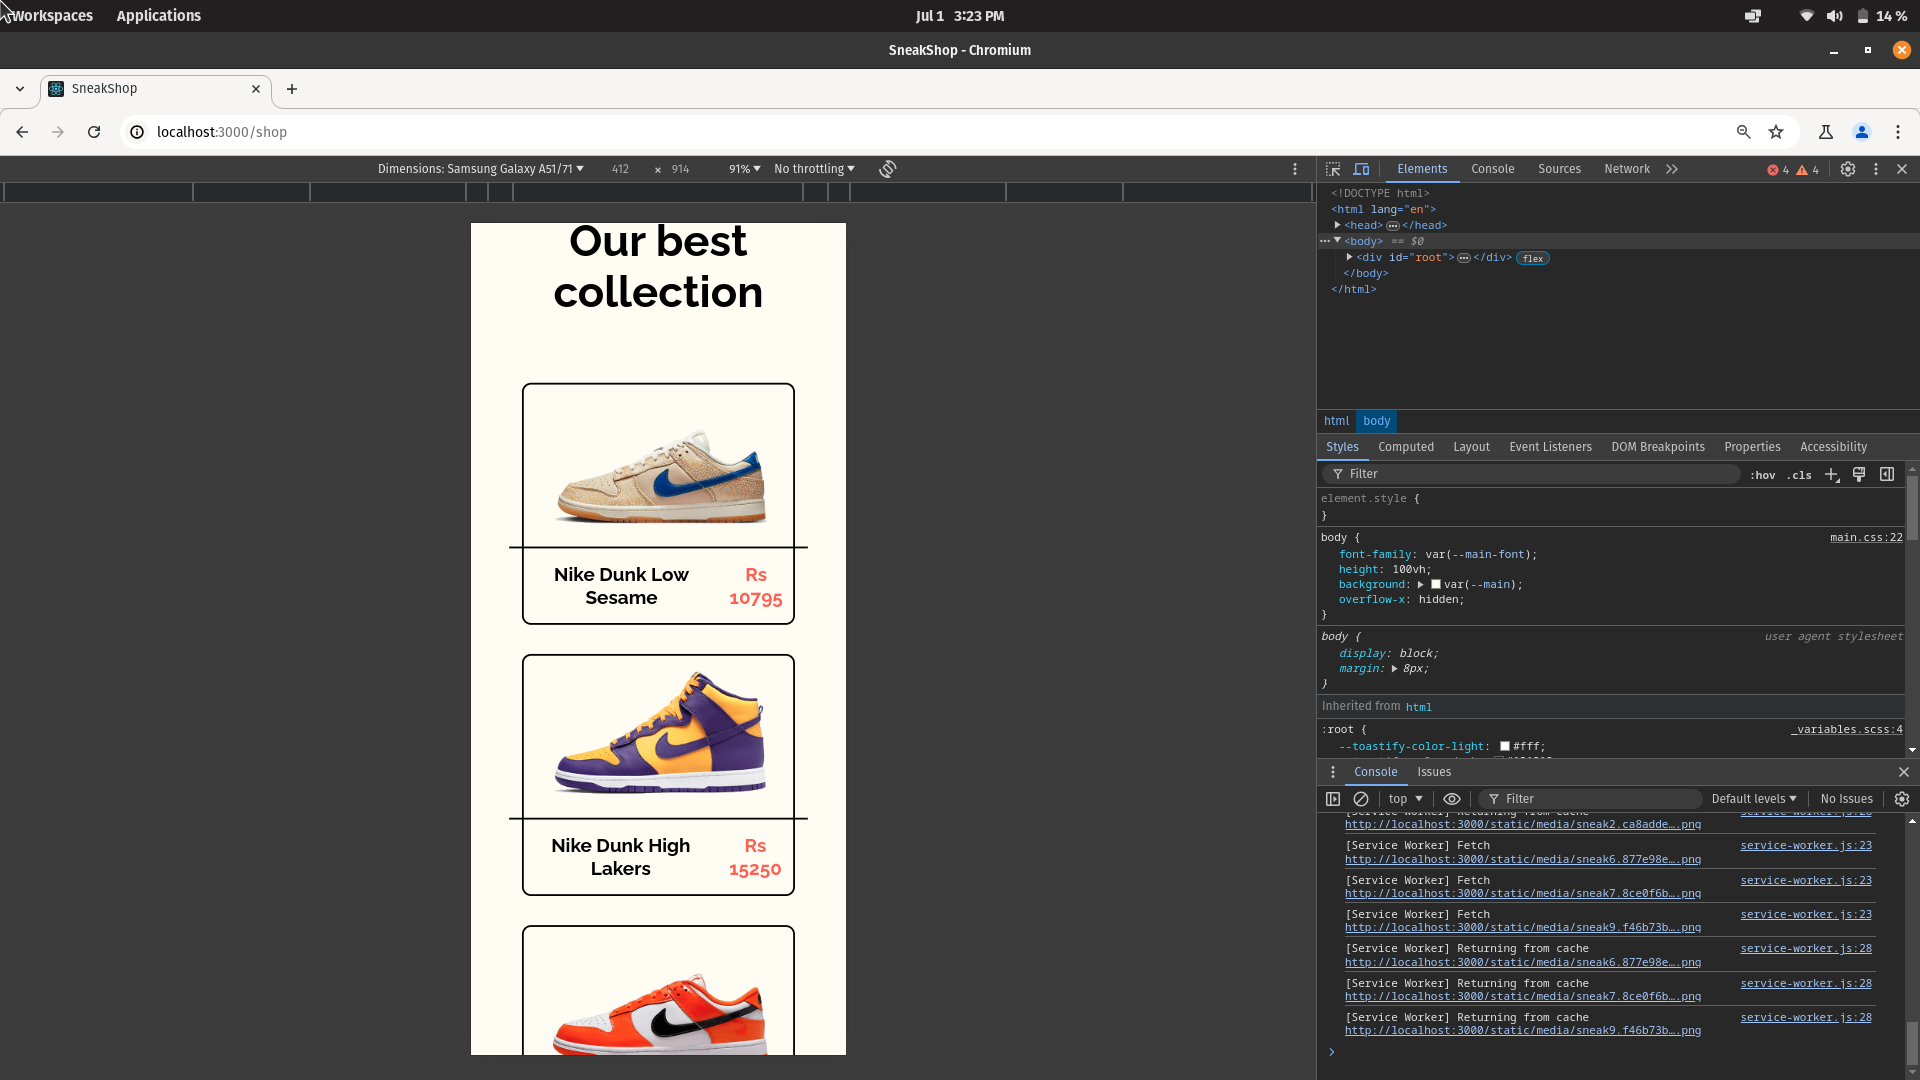 Workspaces Applications Jul 1 3:23 PM 14 %
SneakShop - Chromium
SneakShop
localhost:3000/shop
Dimensions: Samsung Galaxy A51/71 412 × 914 91% No throttling
Our best
collection
Nike Dunk Low
Sesame
Rs
10795
Nike Dunk High
Lakers
Rs
15250
Elements Console Sources Network 4 4
<!DOCTYPE html>
<html lang="en">
<head> </head>
<body> == $0
<div id="root"> </div> flex
</body>
</html>
html body
Styles Computed Layout Event Listeners DOM Breakpoints Properties Accessibility
Filter :hov .cls
element.style {
}
body { main.css:22
font-family: var(--main-font);
height: 100vh;
background: var(--main);
overflow-x: hidden;
}
body { user agent stylesheet
display: block;
margin: 8px;
}
Inherited from html
:root { _variables.scss:4
--toastify-color-light: #fff;
Console Issues
top Filter Default levels No Issues
http://localhost:3000/static/media/sneak2.ca8adde….png
[Service Worker] Fetch service-worker.js:23
http://localhost:3000/static/media/sneak6.877e98e….png
[Service Worker] Fetch service-worker.js:23
http://localhost:3000/static/media/sneak7.8ce0f6b….png
[Service Worker] Fetch service-worker.js:23
http://localhost:3000/static/media/sneak9.f46b73b….png
[Service Worker] Returning from cache service-worker.js:28
http://localhost:3000/static/media/sneak6.877e98e….png
[Service Worker] Returning from cache service-worker.js:28
http://localhost:3000/static/media/sneak7.8ce0f6b….png
[Service Worker] Returning from cache service-worker.js:28
http://localhost:3000/static/media/sneak9.f46b73b….png